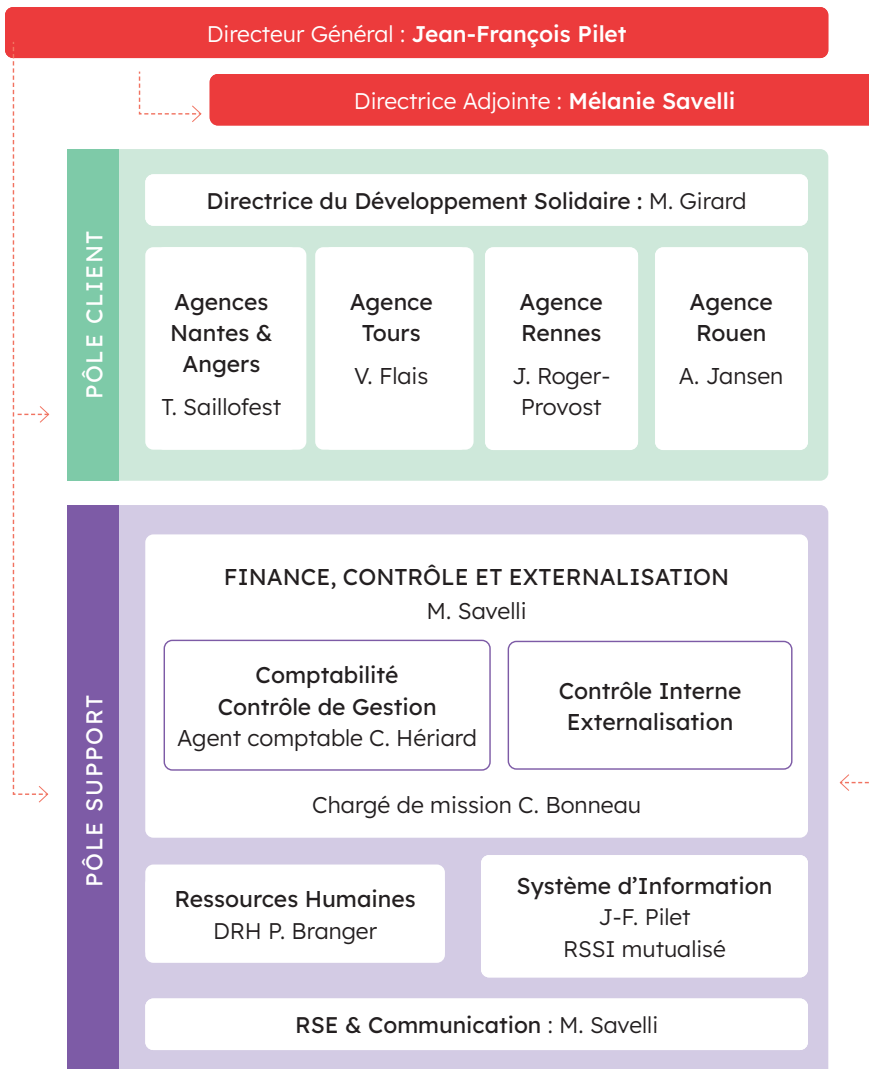 Directeur Général : Jean-François Pilet
Directrice Adjointe : Mélanie Savelli
PÔLE CLIENT
Directrice du Développement Solidaire : M. Girard
Agences
Nantes &
Angers
T. Saillofest
Agence
Tours
V. Flais
Agence
Rennes
J. Roger-
Provost
Agence
Rouen
A. Jansen
PÔLE SUPPORT
FINANCE, CONTRÔLE ET EXTERNALISATION
M. Savelli
Comptabilité
Contrôle de Gestion
Agent comptable C. Hériard
Contrôle Interne
Externalisation
Chargé de mission C. Bonneau
Ressources Humaines
DRH P. Branger
Système d’Information
J-F. Pilet
RSSI mutualisé
RSE & Communication : M. Savelli